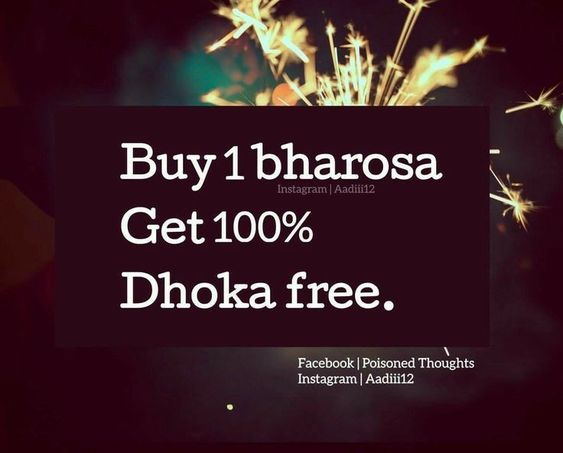 Buy 1 bharosa
Instagram | Aadiii12
Get 100%
Dhoka free.
Facebook | Poisoned Thoughts
Instagram | Aadiii12